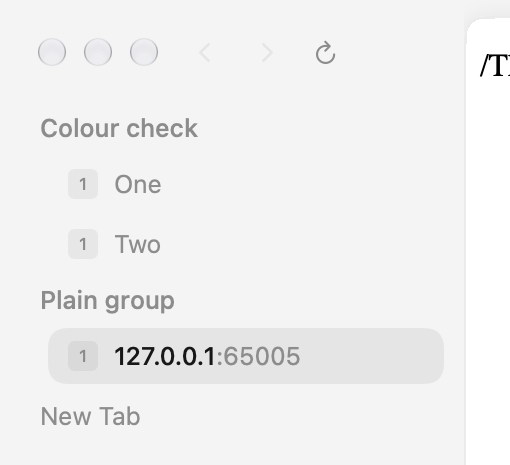 Colour check
1 One
1 Two
Plain group
1 127.0.0.1:65005
New Tab